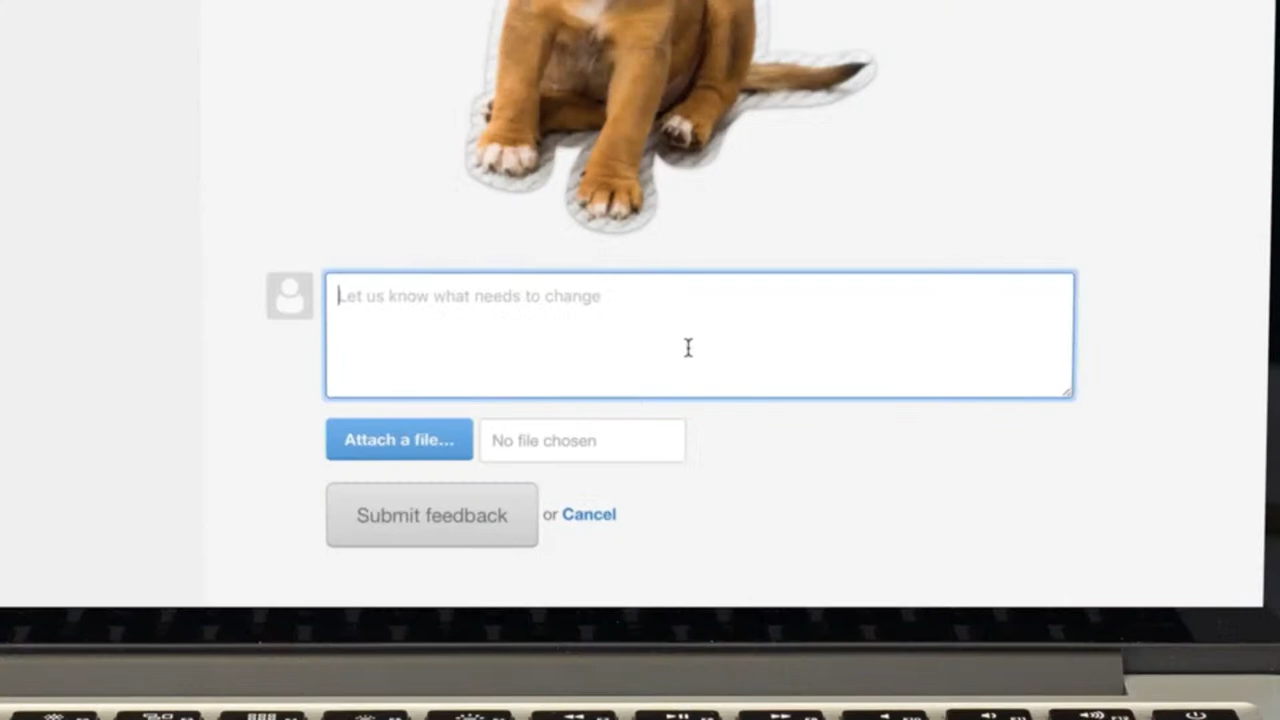 Let us know what needs to change
Attach a file...
No file chosen
Submit feedback
or Cancel